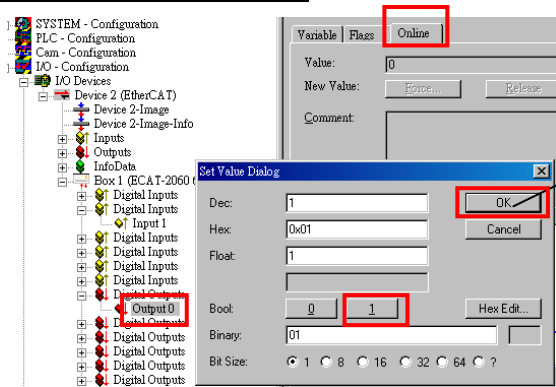 SYSTEM - Configuration
PLC - Configuration
Cam - Configuration
I/O - Configuration
I/O Devices
Device 2 (EtherCAT)
Device 2-Image
Device 2-Image-Info
Inputs
Outputs
InfoData
Box 1 (ECAT-2060
Digital Inputs
Digital Inputs
Input 1
Digital Inputs
Digital Inputs
Digital Inputs
Digital Inputs
Digital Outputs
Output 0
Digital Outputs
Digital Outputs
Digital Outputs
Digital Outputs
Digital Outputs
Variable Flags Online
Value: 0
New Value: Force... Release
Comment:
Set Value Dialog
Dec: 1 OK
Hex: 0x01 Cancel
Float: 1
Bool: 0 1 Hex Edit...
Binary: 01
Bit Size: 1 8 16 32 64 ?